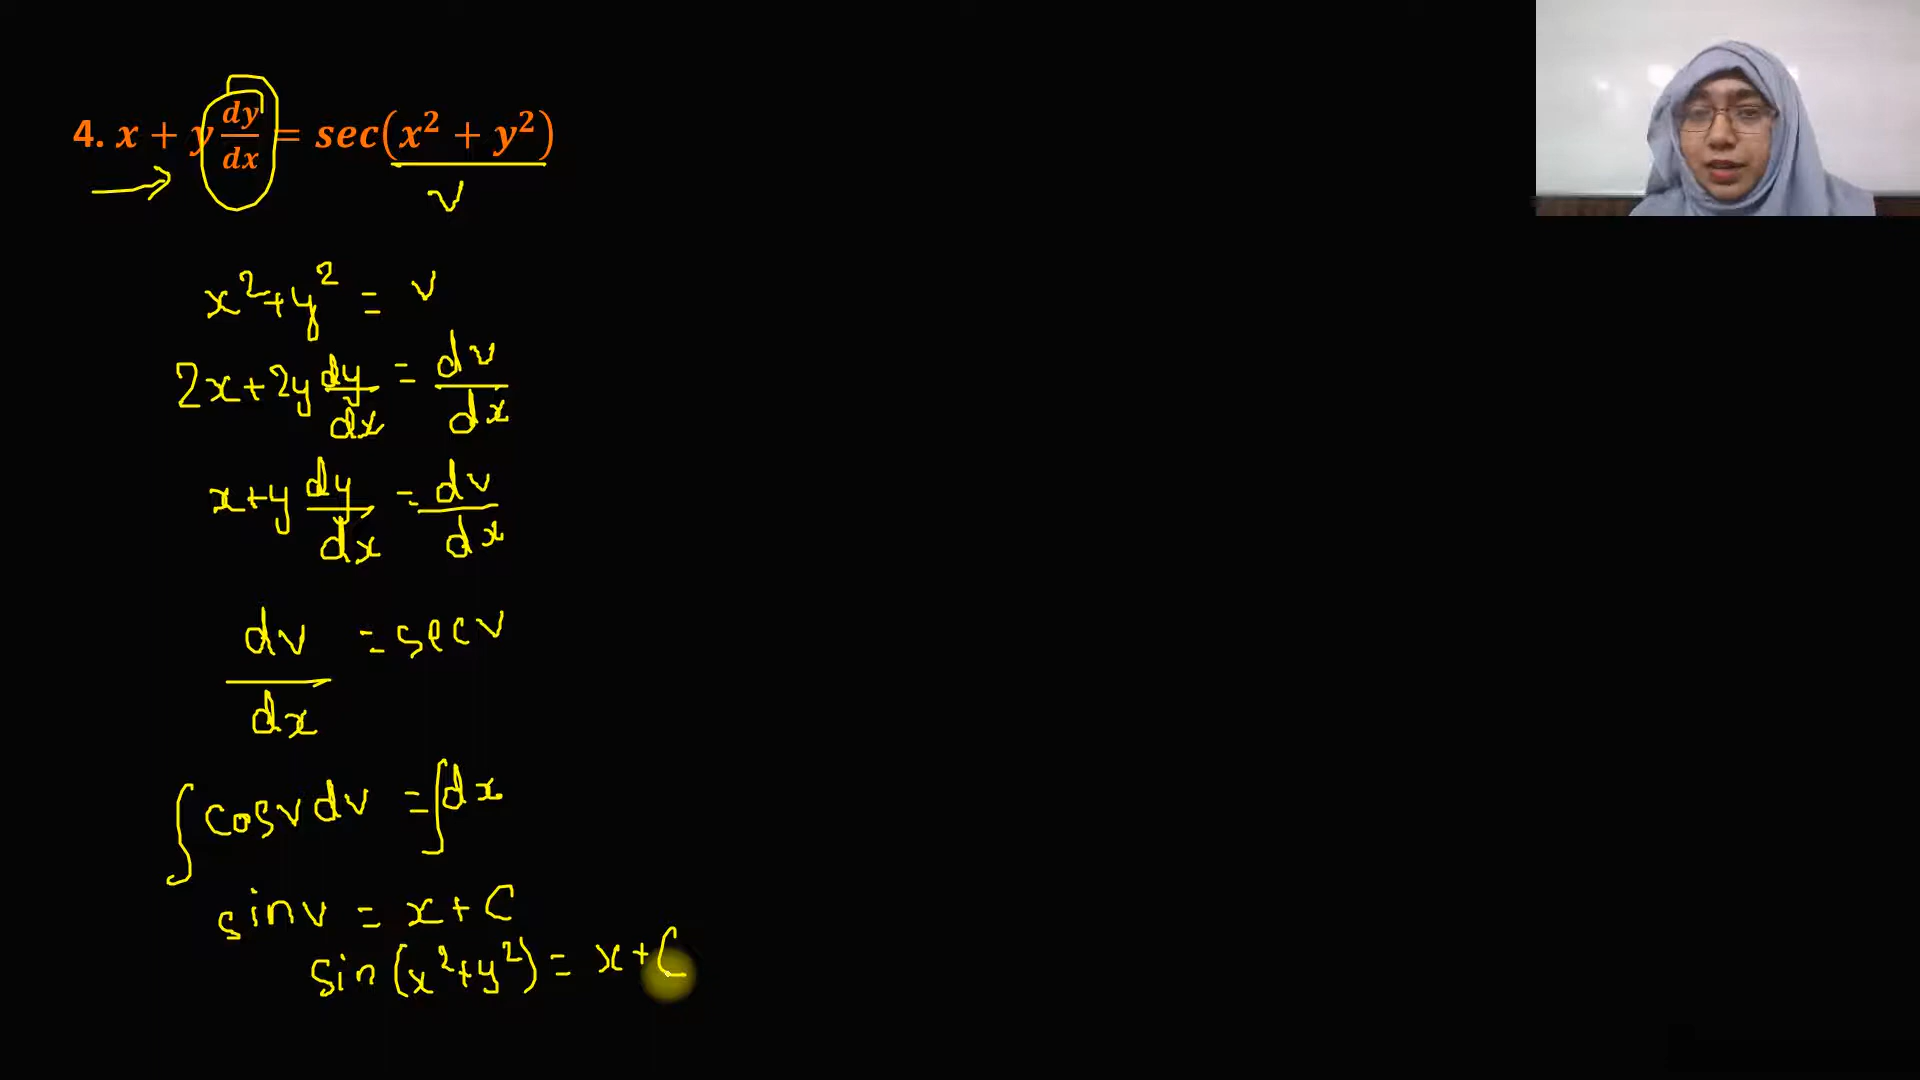 4. x + y dy/dx = sec(x² + y²)
v
x² + y² = v
2x + 2y dy/dx = dv/dx
x + y dy/dx = dv/dx
dv/dx = sec v
∫ cos v dv = ∫ dx
sin v = x + C
sin (x² + y²) = x + C